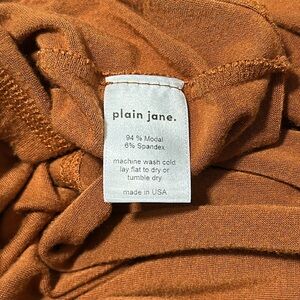 plain jane.
94 % Modal
6% Spandex
machine wash cold
lay flat to dry or
tumble dry
made in USA